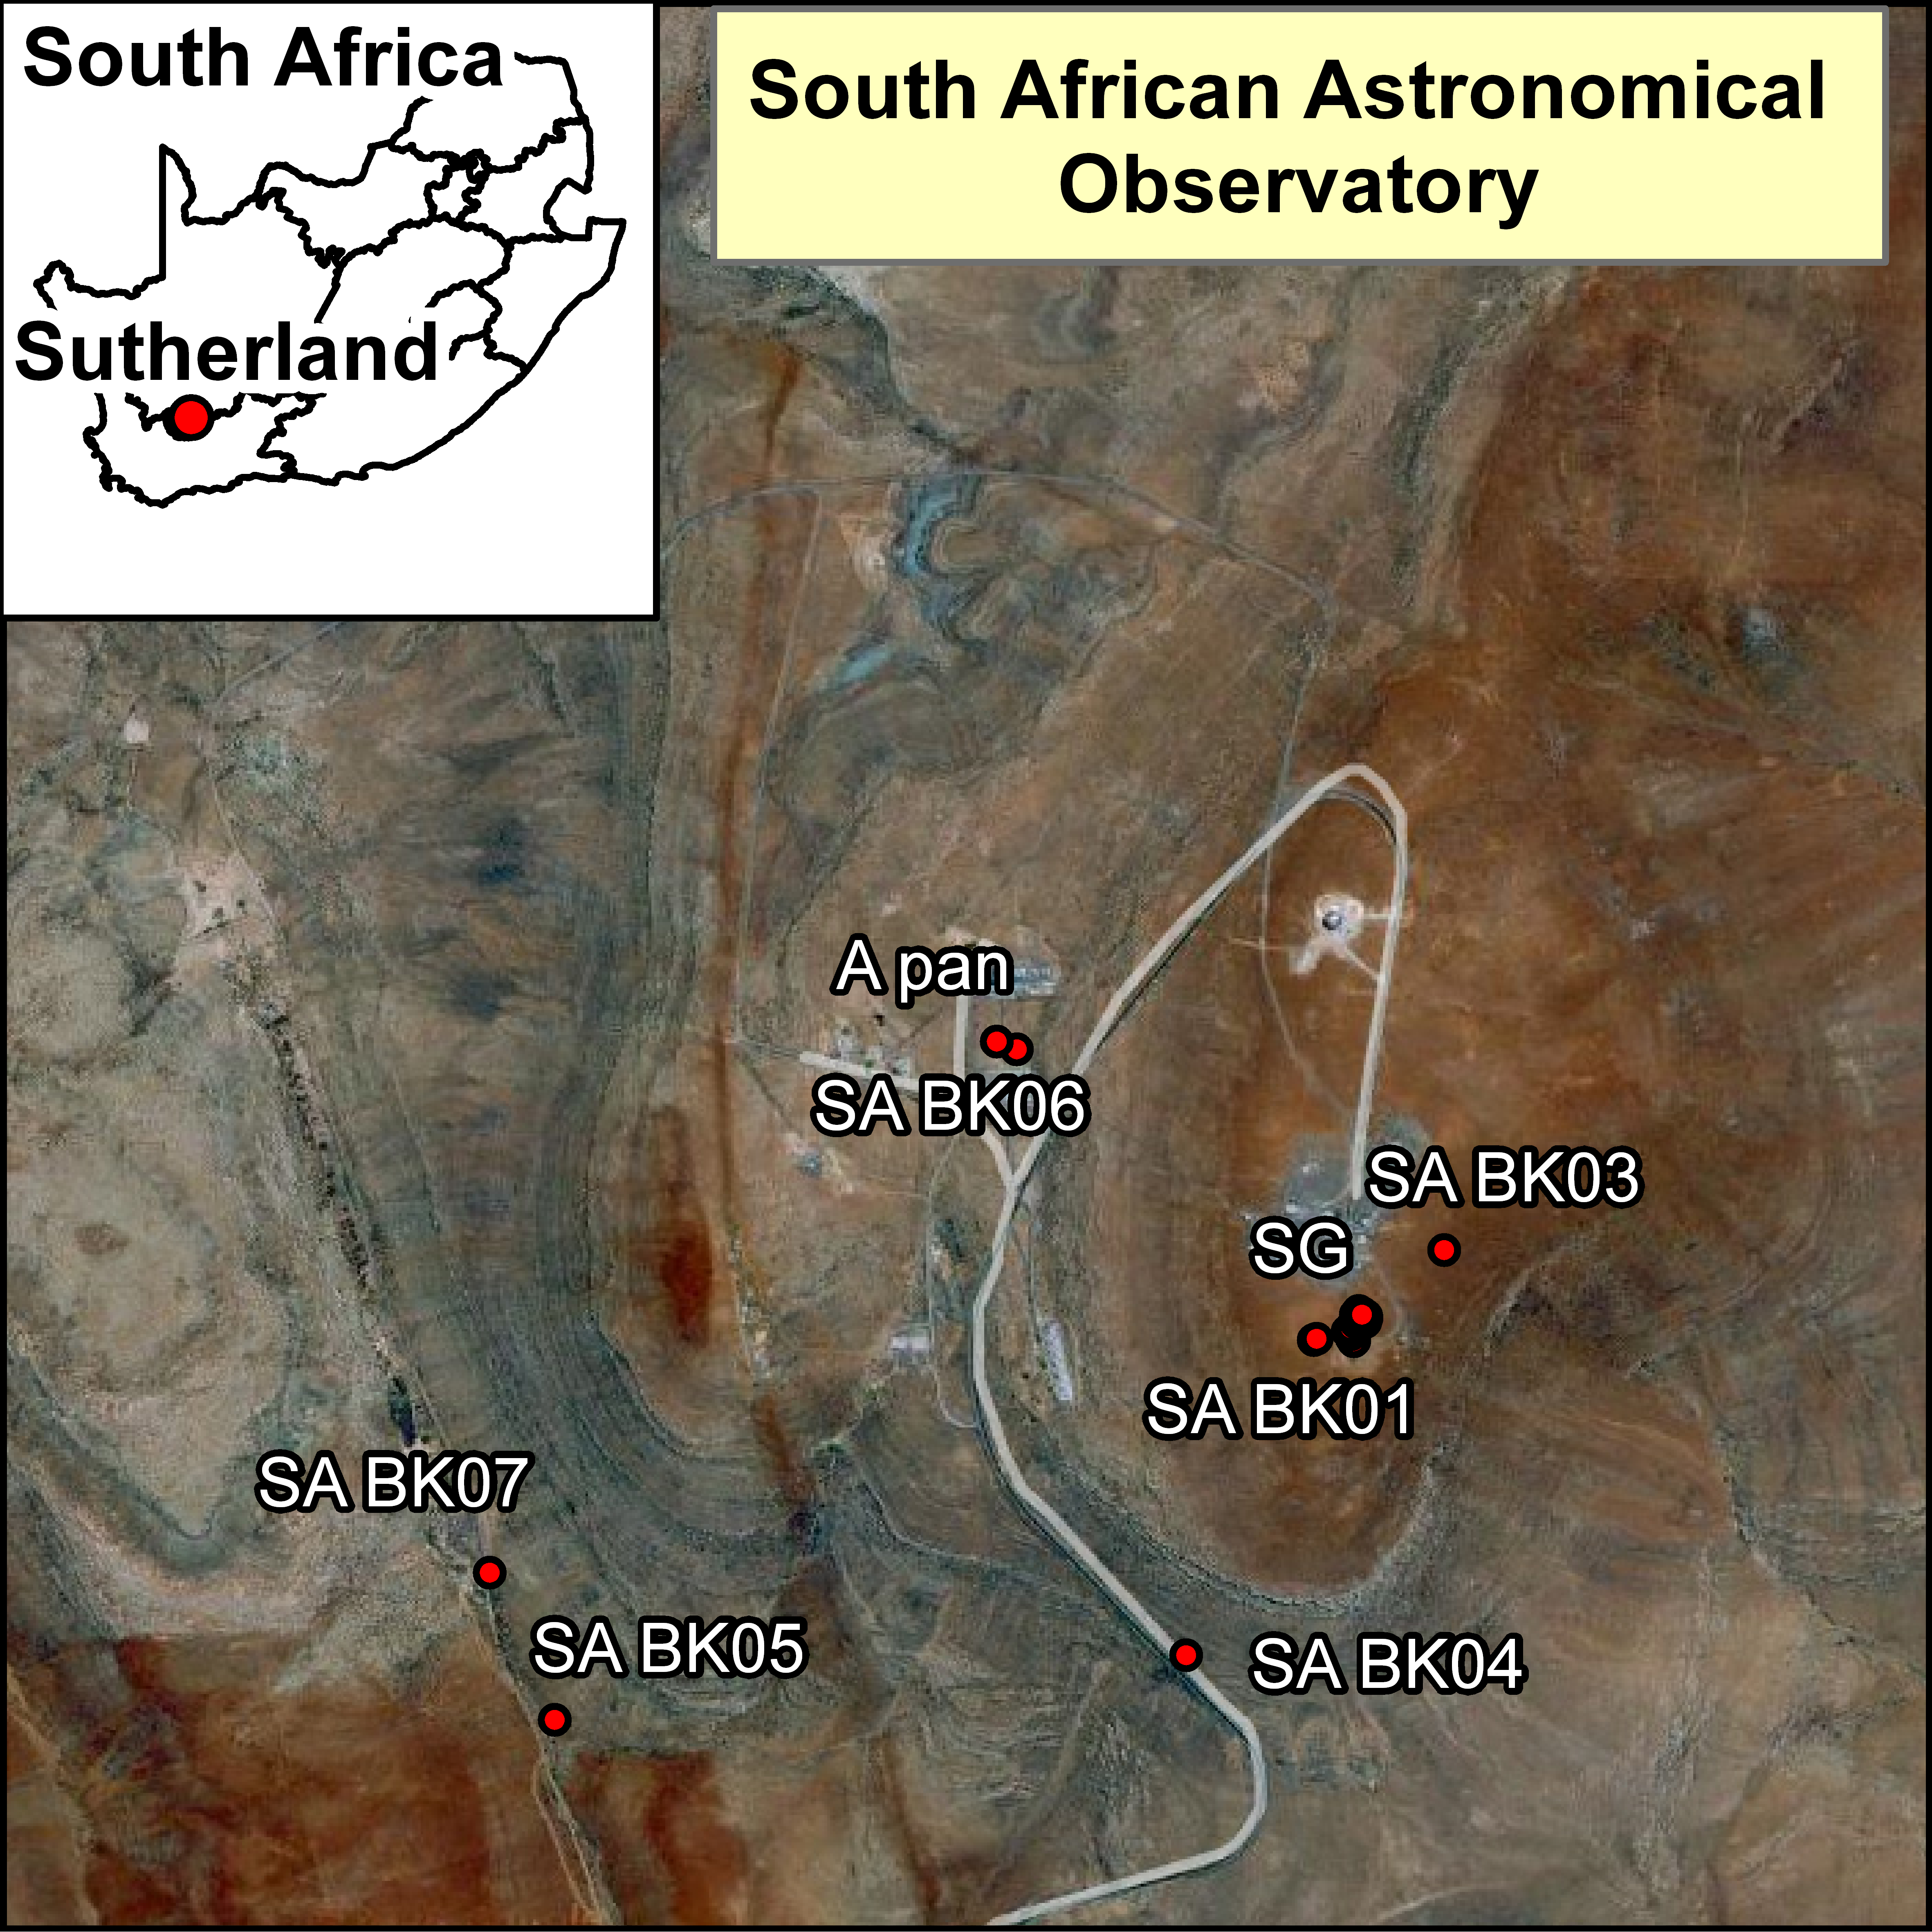 South Africa
Sutherland
South African Astronomical
Observatory
A pan
SA BK06
SA BK03
SG
SA BK01
SA BK07
SA BK05
SA BK04